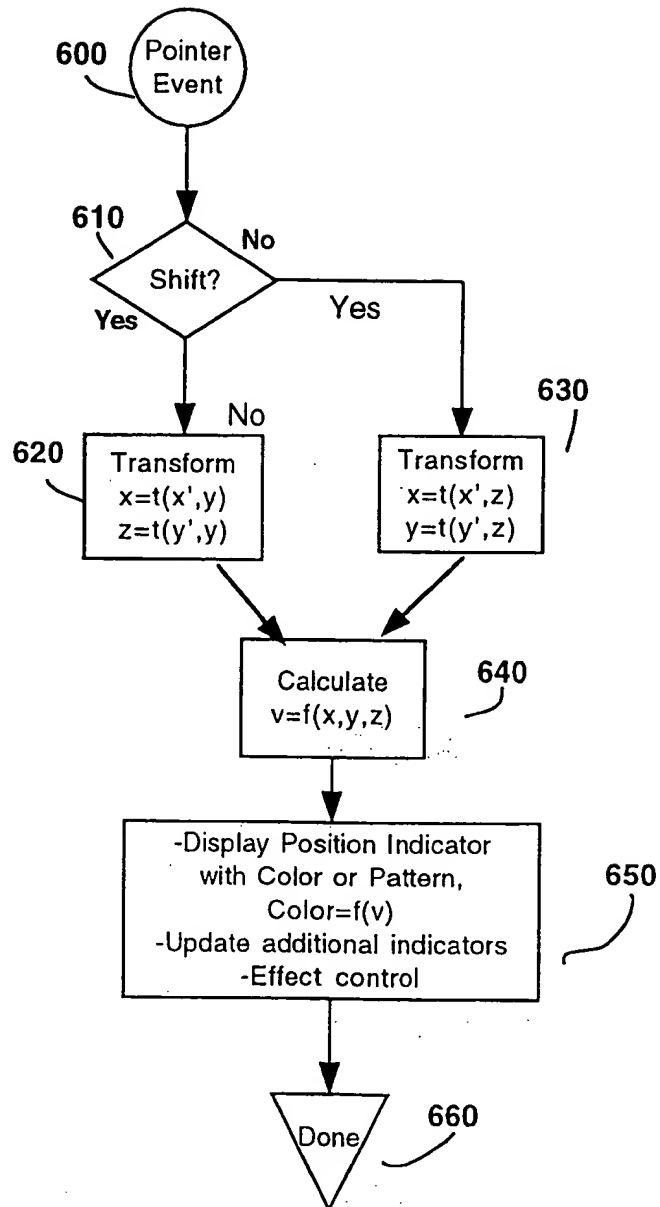 600
Pointer
Event
610
No
Shift?
Yes
Yes
No
620
630
Transform
x=t(x',y)
z=t(y',y)
Transform
x=t(x',z)
y=t(y',z)
640
Calculate
v=f(x,y,z)
650
-Display Position Indicator
with Color or Pattern,
Color=f(v)
-Update additional indicators
-Effect control
Done
660